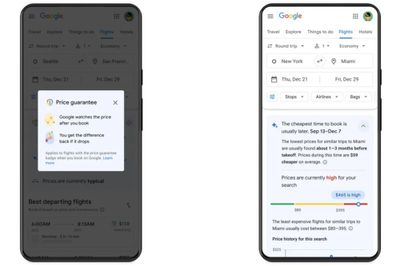 Google
Travel Explore Things to do Flights Hotels
Round trip 1 Economy
Seattle San Francisco
Thu, Dec 21 Fri, Dec 29
Price guarantee
Google watches the price
after you book
You get the difference
back if it drops
Applies to flights with the price guarantee
badge when you book on Google. Learn
more
Prices are currently typical
Best departing flights
Google
Travel Explore Things to do Flights Hotels
Round trip 1 Economy
New York Miami
Thu, Dec 21 Fri, Dec 29
Stops Airlines Bags
The cheapest time to book is
usually later, Sep 13–Dec 7
The lowest prices for similar trips to
Miami are usually found about 1–3 months before
takeoff. Prices during this time are $99
cheaper on average.
Prices are currently high for your
search
$465 is high
$80 $395
The least expensive flights for similar trips to
Miami usually cost between $80–395.
Price history for this search